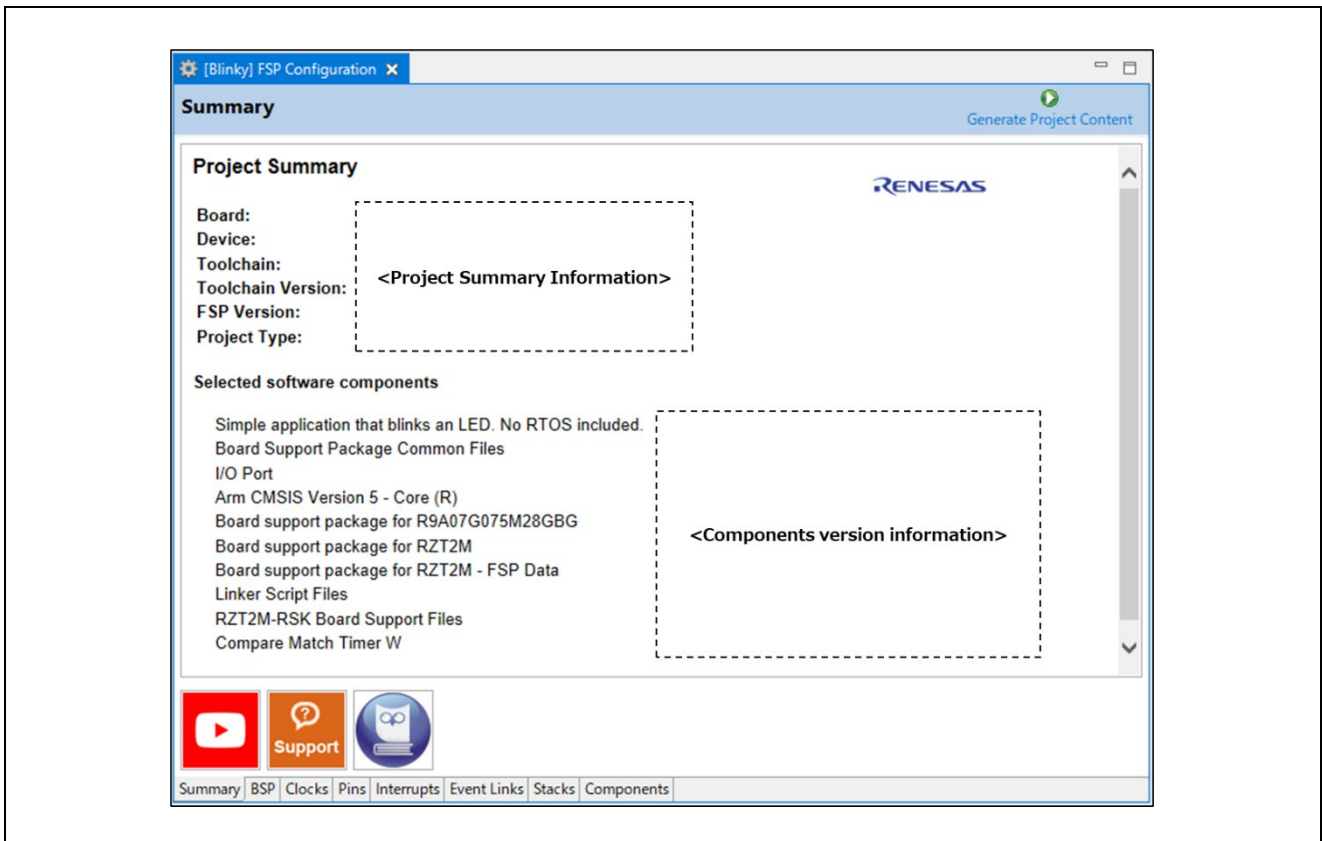 [Blinky] FSP Configuration
Summary
Generate Project Content
Project Summary
RENESAS
Board:
Device:
Toolchain:
Toolchain Version:
FSP Version:
Project Type:
<Project Summary Information>
Selected software components
Simple application that blinks an LED. No RTOS included.
Board Support Package Common Files
I/O Port
Arm CMSIS Version 5 - Core (R)
Board support package for R9A07G075M28GBG
Board support package for RZT2M
Board support package for RZT2M - FSP Data
Linker Script Files
RZT2M-RSK Board Support Files
Compare Match Timer W
<Components version information>
Support
Summary BSP Clocks Pins Interrupts Event Links Stacks Components